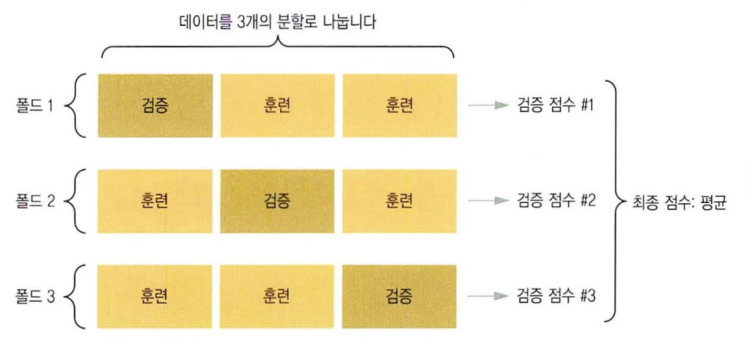 데이터를 3개의 분할로 나눕니다
폴드 1 검증 훈련 훈련 검증 점수 #1
폴드 2 훈련 검증 훈련 검증 점수 #2 최종 점수: 평균
폴드 3 훈련 훈련 검증 검증 점수 #3